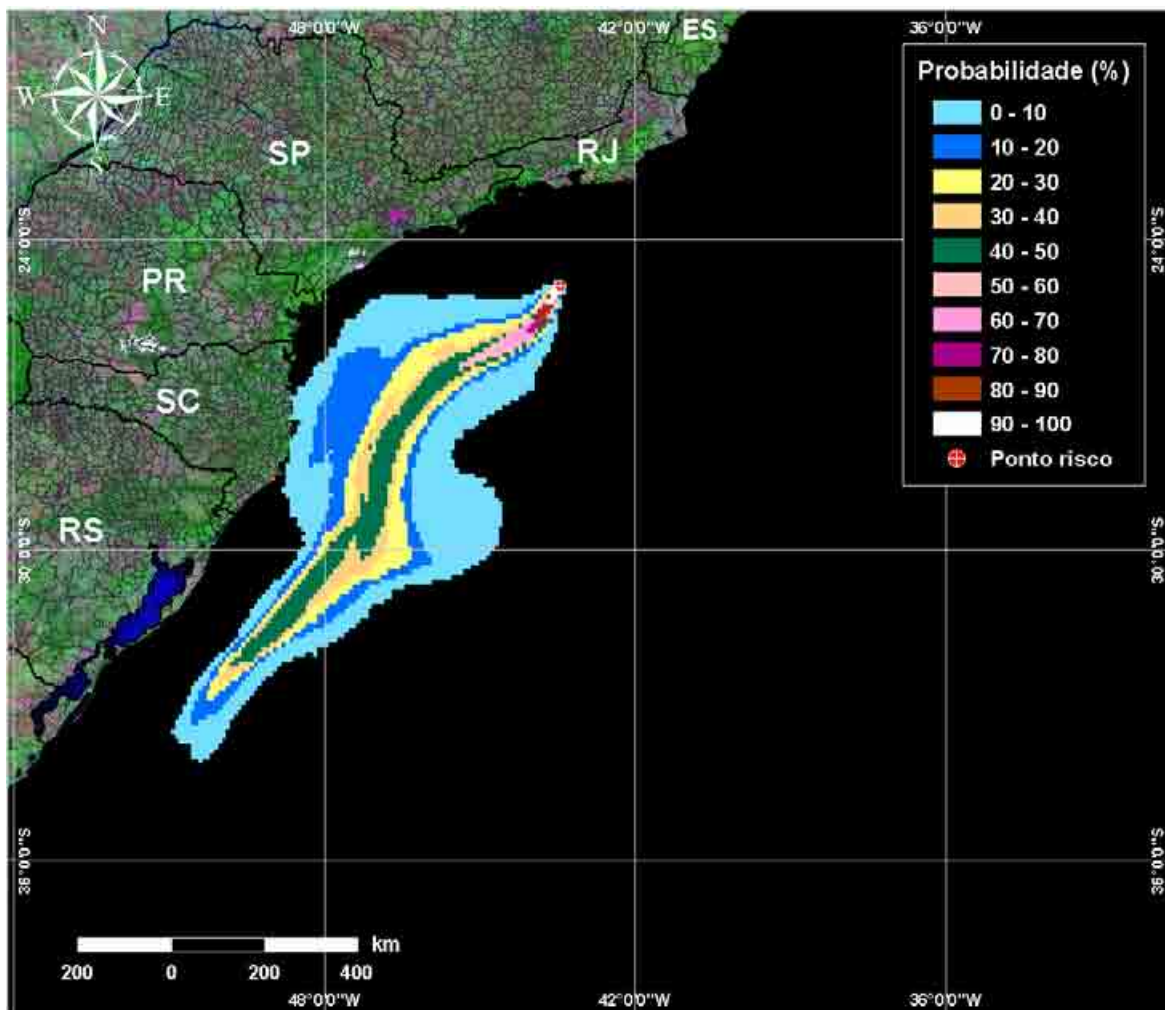 48°0'0"W
42°0'0"W
36°0'0"W
N
W
E
S
ES
SP
RJ
PR
SC
RS
24°0'0"S
24°0'0"S
30°0'0"S
30°0'0"S
36°0'0"S
36°0'0"S
Probabilidade (%)
0 - 10
10 - 20
20 - 30
30 - 40
40 - 50
50 - 60
60 - 70
70 - 80
80 - 90
90 - 100
Ponto risco
km
200
0
200
400
48°0'0"W
42°0'0"W
36°0'0"W